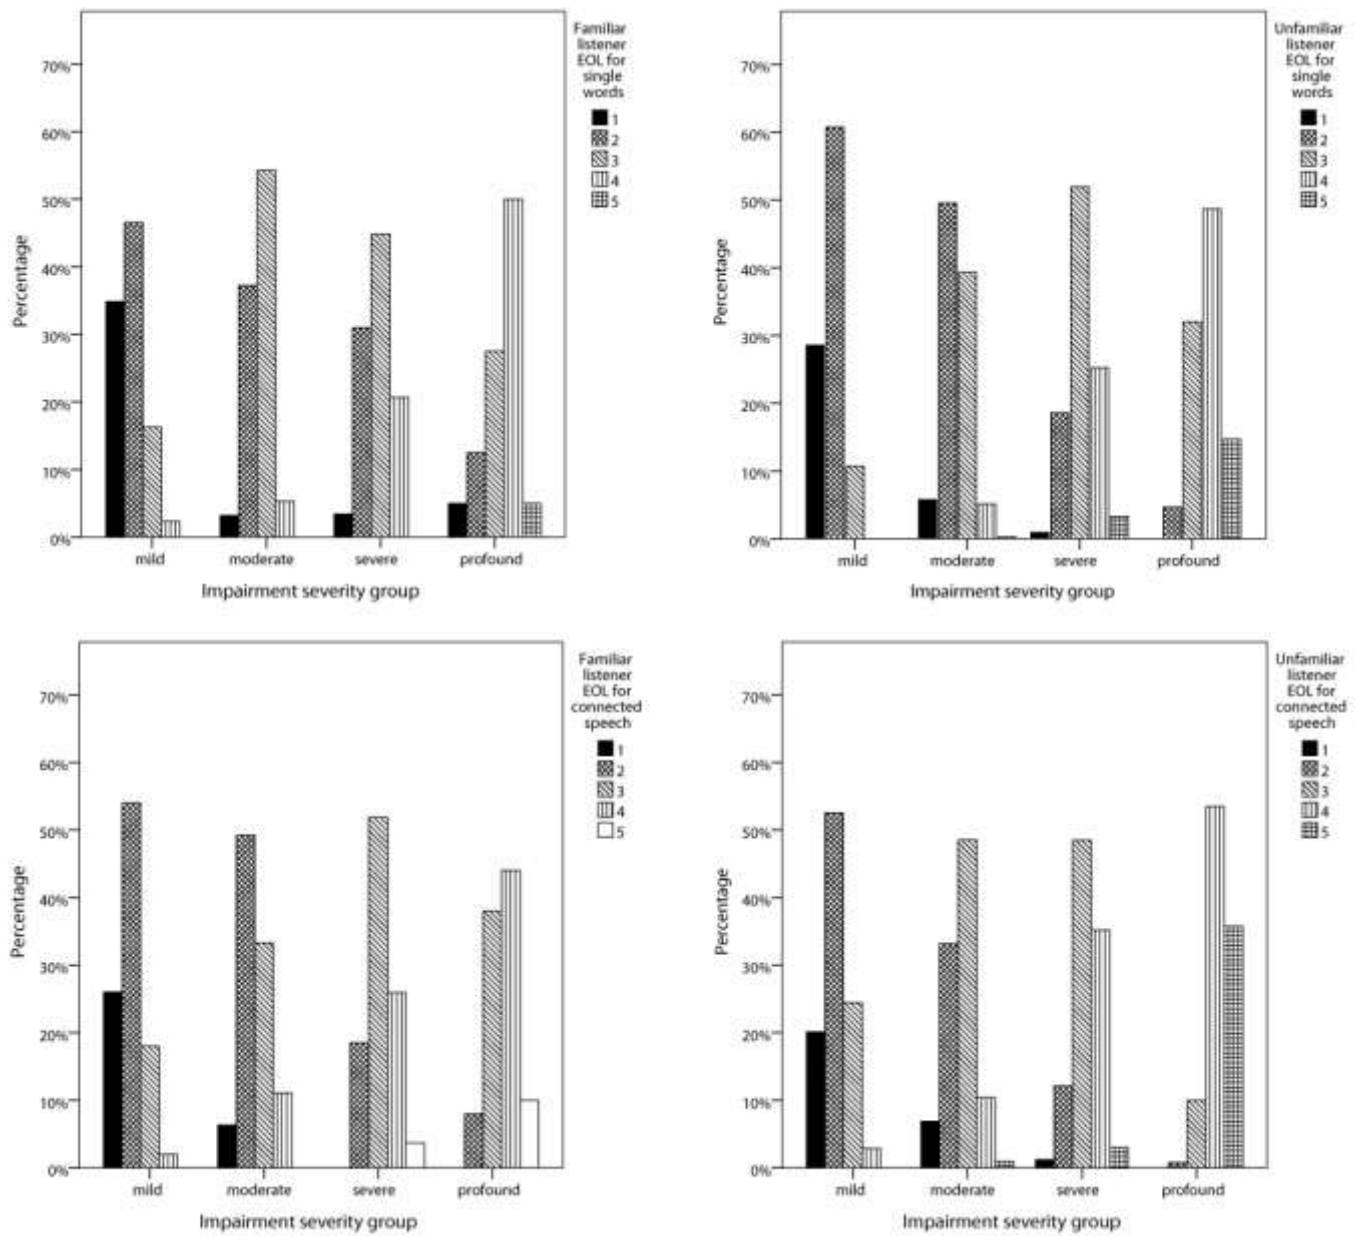 Familiar
listener
EOL for
single
words
1
2
3
4
5
70%
60%
50%
40%
30%
20%
10%
0%
Percentage
mild moderate severe profound
Impairment severity group
Unfamiliar
listener
EOL for
single
words
1
2
3
4
5
70%
60%
50%
40%
30%
20%
10%
0%
Percentage
mild moderate severe profound
Impairment severity group
Familiar
listener
EOL for
connected
speech
1
2
3
4
5
70%
60%
50%
40%
30%
20%
10%
0%
Percentage
mild moderate severe profound
Impairment severity group
Unfamiliar
listener
EOL for
connected
speech
1
2
3
4
5
70%
60%
50%
40%
30%
20%
10%
0%
Percentage
mild moderate severe profound
Impairment severity group